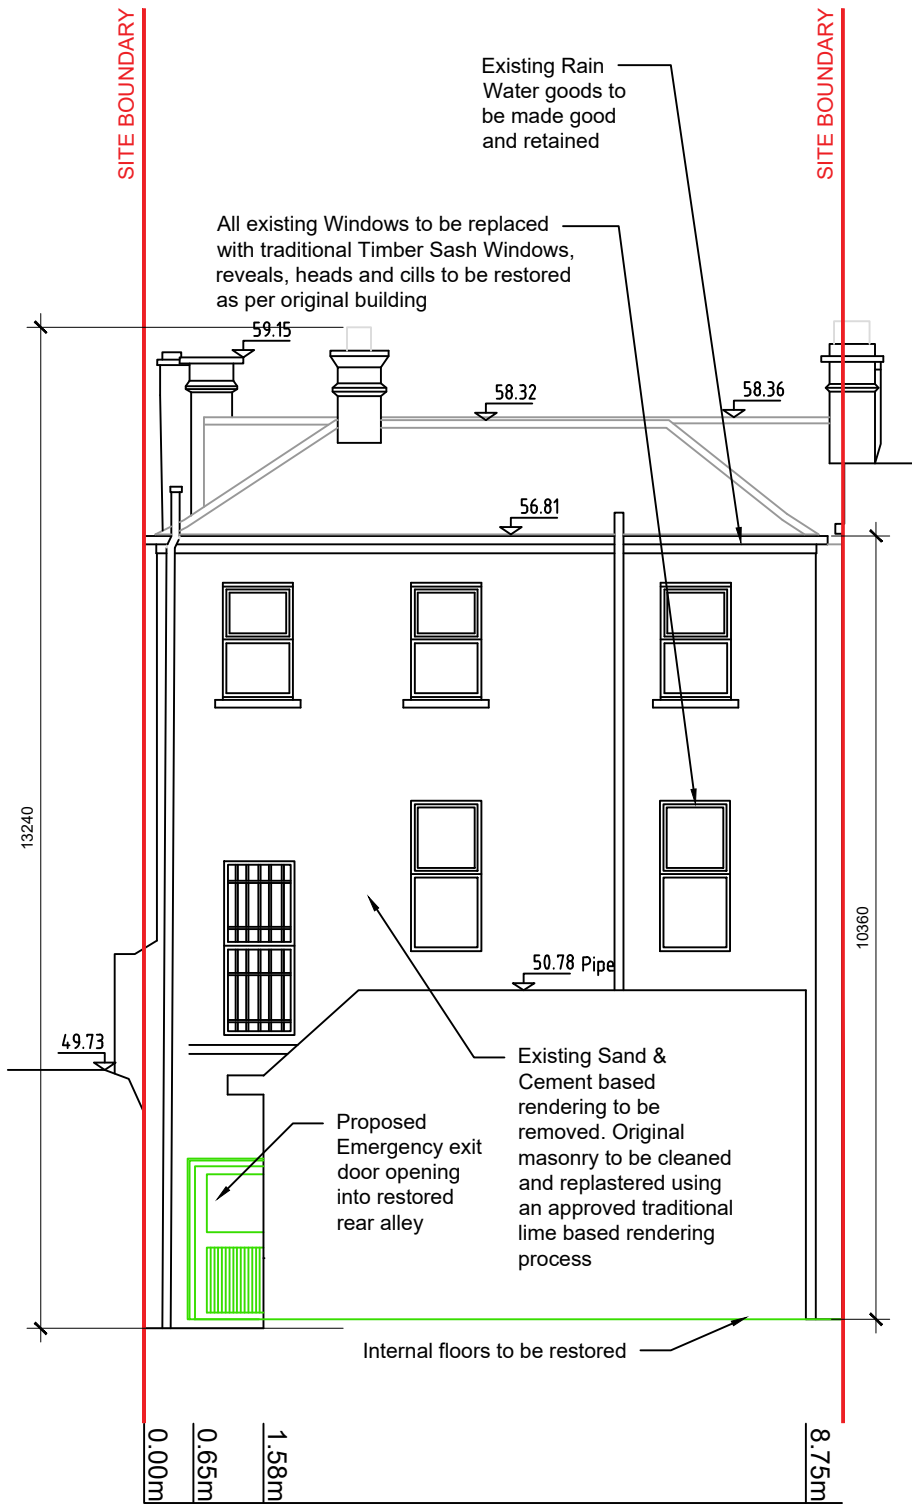 SITE BOUNDARY
SITE BOUNDARY
Existing Rain
Water goods to
be made good
and retained
All existing Windows to be replaced
with traditional Timber Sash Windows,
reveals, heads and cills to be restored
as per original building
59.15
58.32
58.36
56.81
13240
10360
50.78 Pipe
49.73
Existing Sand &
Cement based
rendering to be
removed. Original
masonry to be cleaned
and replastered using
an approved traditional
lime based rendering
process
Proposed
Emergency exit
door opening
into restored
rear alley
Internal floors to be restored
0.00m
0.65m
1.58m
8.75m